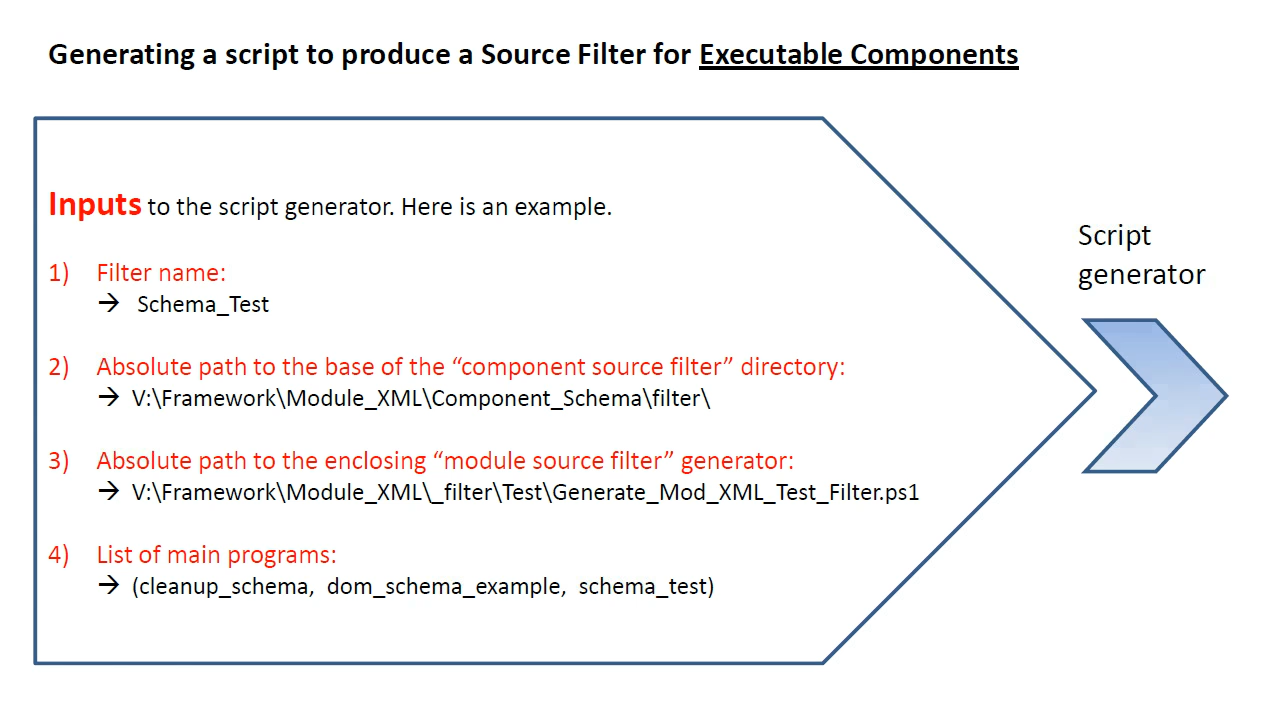 Generating a script to produce a Source Filter for Executable Components
Inputs to the script generator. Here is an example.
1) Filter name:
→ Schema_Test
2) Absolute path to the base of the “component source filter” directory:
→ V:\Framework\Module_XML\Component_Schema\filter\
3) Absolute path to the enclosing “module source filter” generator:
→ V:\Framework\Module_XML\_filter\Test\Generate_Mod_XML_Test_Filter.ps1
4) List of main programs:
→ (cleanup_schema, dom_schema_example, schema_test)
Script
generator